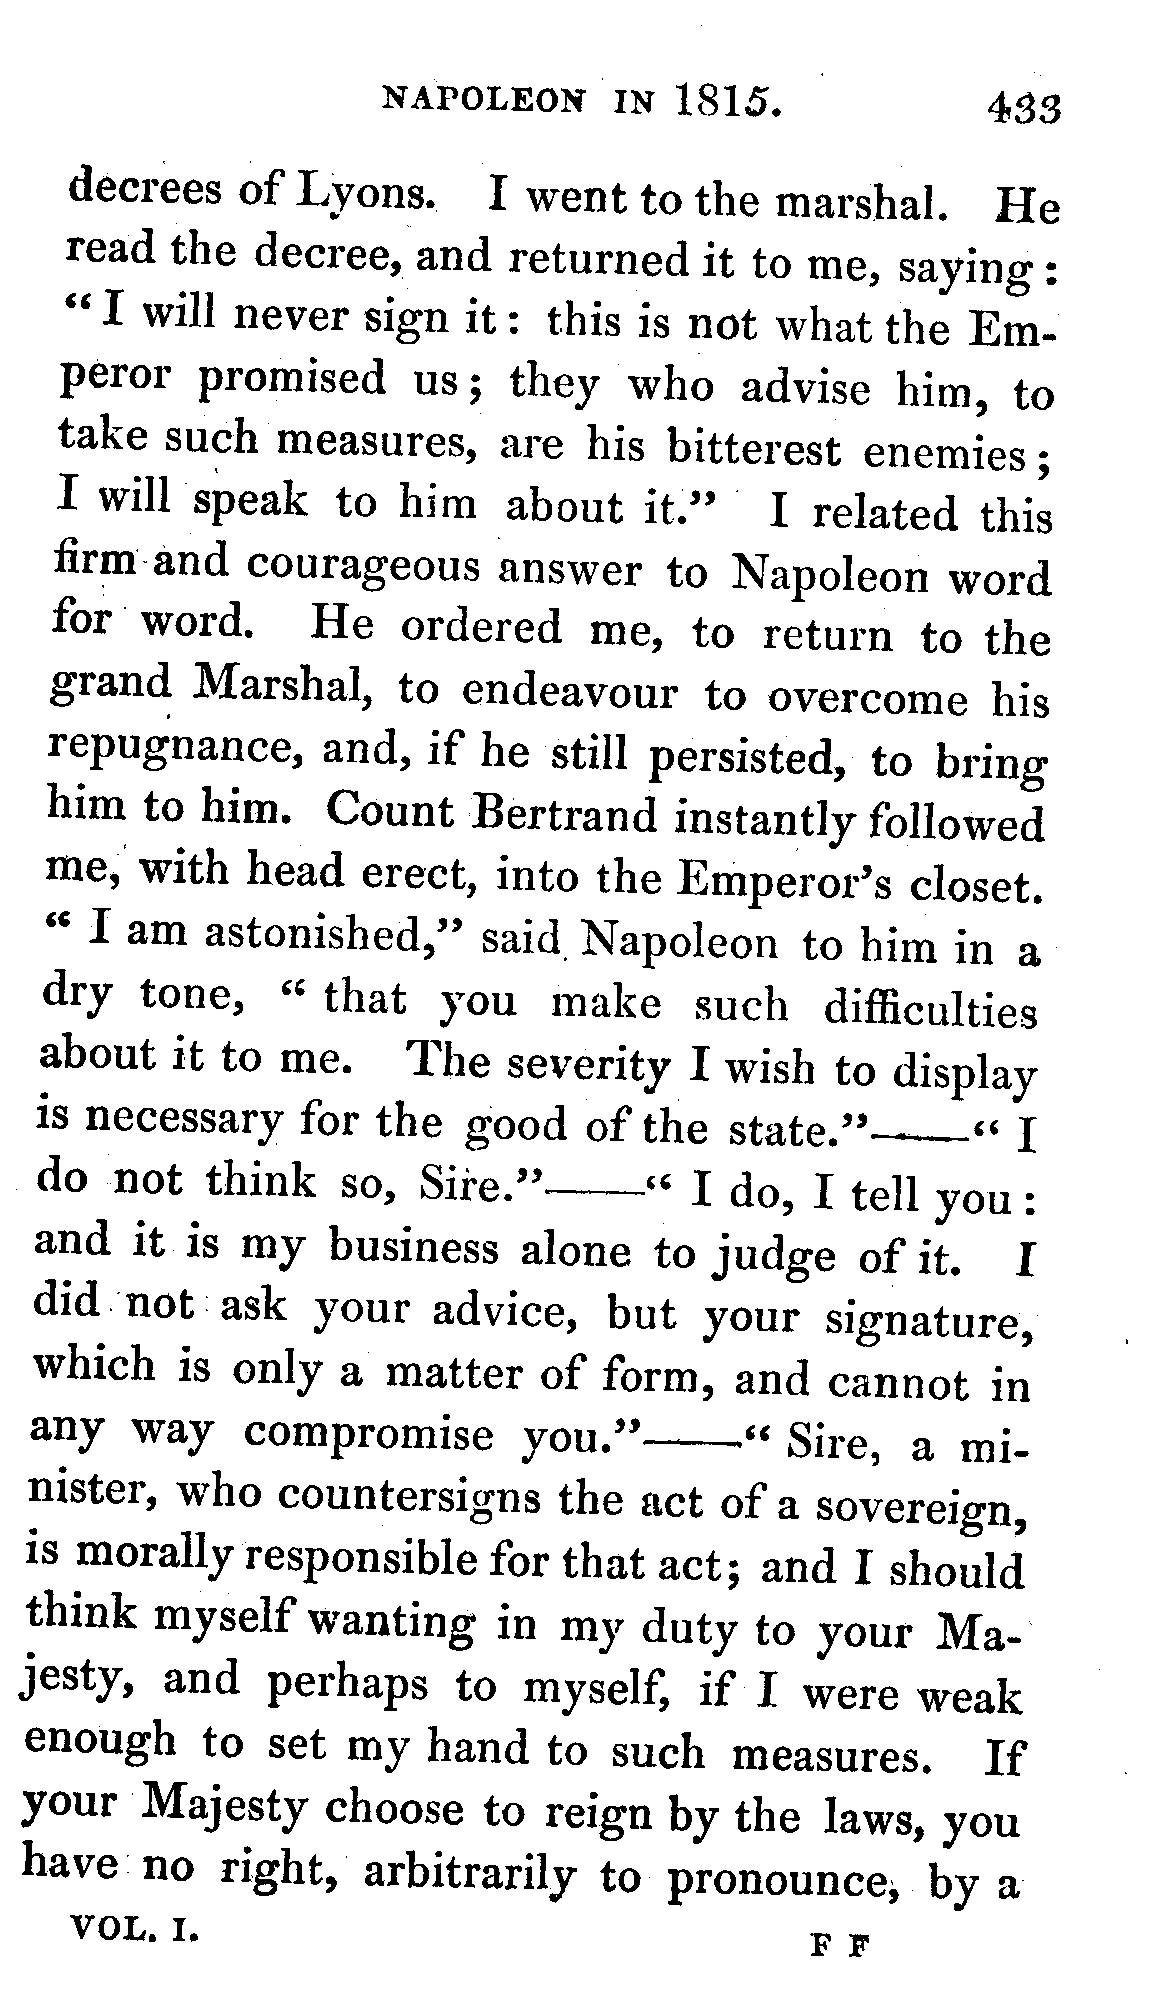 NAPOLEON IN 1815. 433
decrees of Lyons. I went to the marshal. He
read the decree, and returned it to me, saying:
“I will never sign it: this is not what the Em-
peror promised us; they who advise him, to
take such measures, are his bitterest enemies;
I will speak to him about it.” I related this
firm and courageous answer to Napoleon word
for word. He ordered me, to return to the
grand Marshal, to endeavour to overcome his
repugnance, and, if he still persisted, to bring
him to him. Count Bertrand instantly followed
me, with head erect, into the Emperor’s closet.
“I am astonished,” said Napoleon to him in a
dry tone, “that you make such difficulties
about it to me. The severity I wish to display
is necessary for the good of the state.”——“I
do not think so, Sire.”——“I do, I tell you:
and it is my business alone to judge of it. I
did not ask your advice, but your signature,
which is only a matter of form, and cannot in
any way compromise you.”——“Sire, a mi-
nister, who countersigns the act of a sovereign,
is morally responsible for that act; and I should
think myself wanting in my duty to your Ma-
jesty, and perhaps to myself, if I were weak
enough to set my hand to such measures. If
your Majesty choose to reign by the laws, you
have no right, arbitrarily to pronounce, by a
VOL. I.
F F